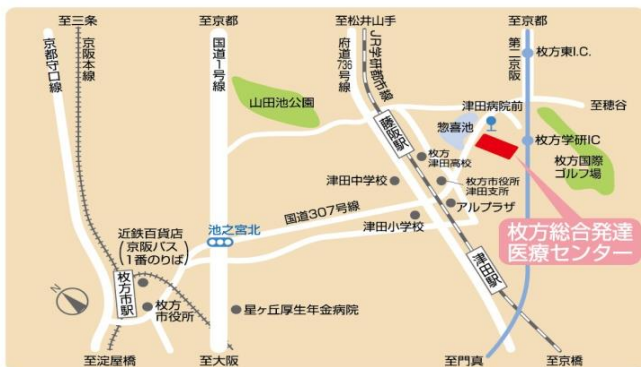 至三条
至京都
至松井山手
至京都
京都守口線
京阪本線
国道1号線
府道736号線
JR学研都市線
第二京阪
枚方東I.C.
山田池公園
津田病院前
至穂谷
惣喜池
藤阪駅
枚方学研IC
枚方
津田高校
枚方国際
ゴルフ場
津田中学校
枚方市役所
津田支所
アルプラザ
国道307号線
津田小学校
枚方総合発達
医療センター
近鉄百貨店
(京阪バス
1番のりば)
池之宮北
津田駅
枚方市駅
枚方
市役所
星ヶ丘厚生年金病院
N
至淀屋橋
至大阪
至門真
至京橋